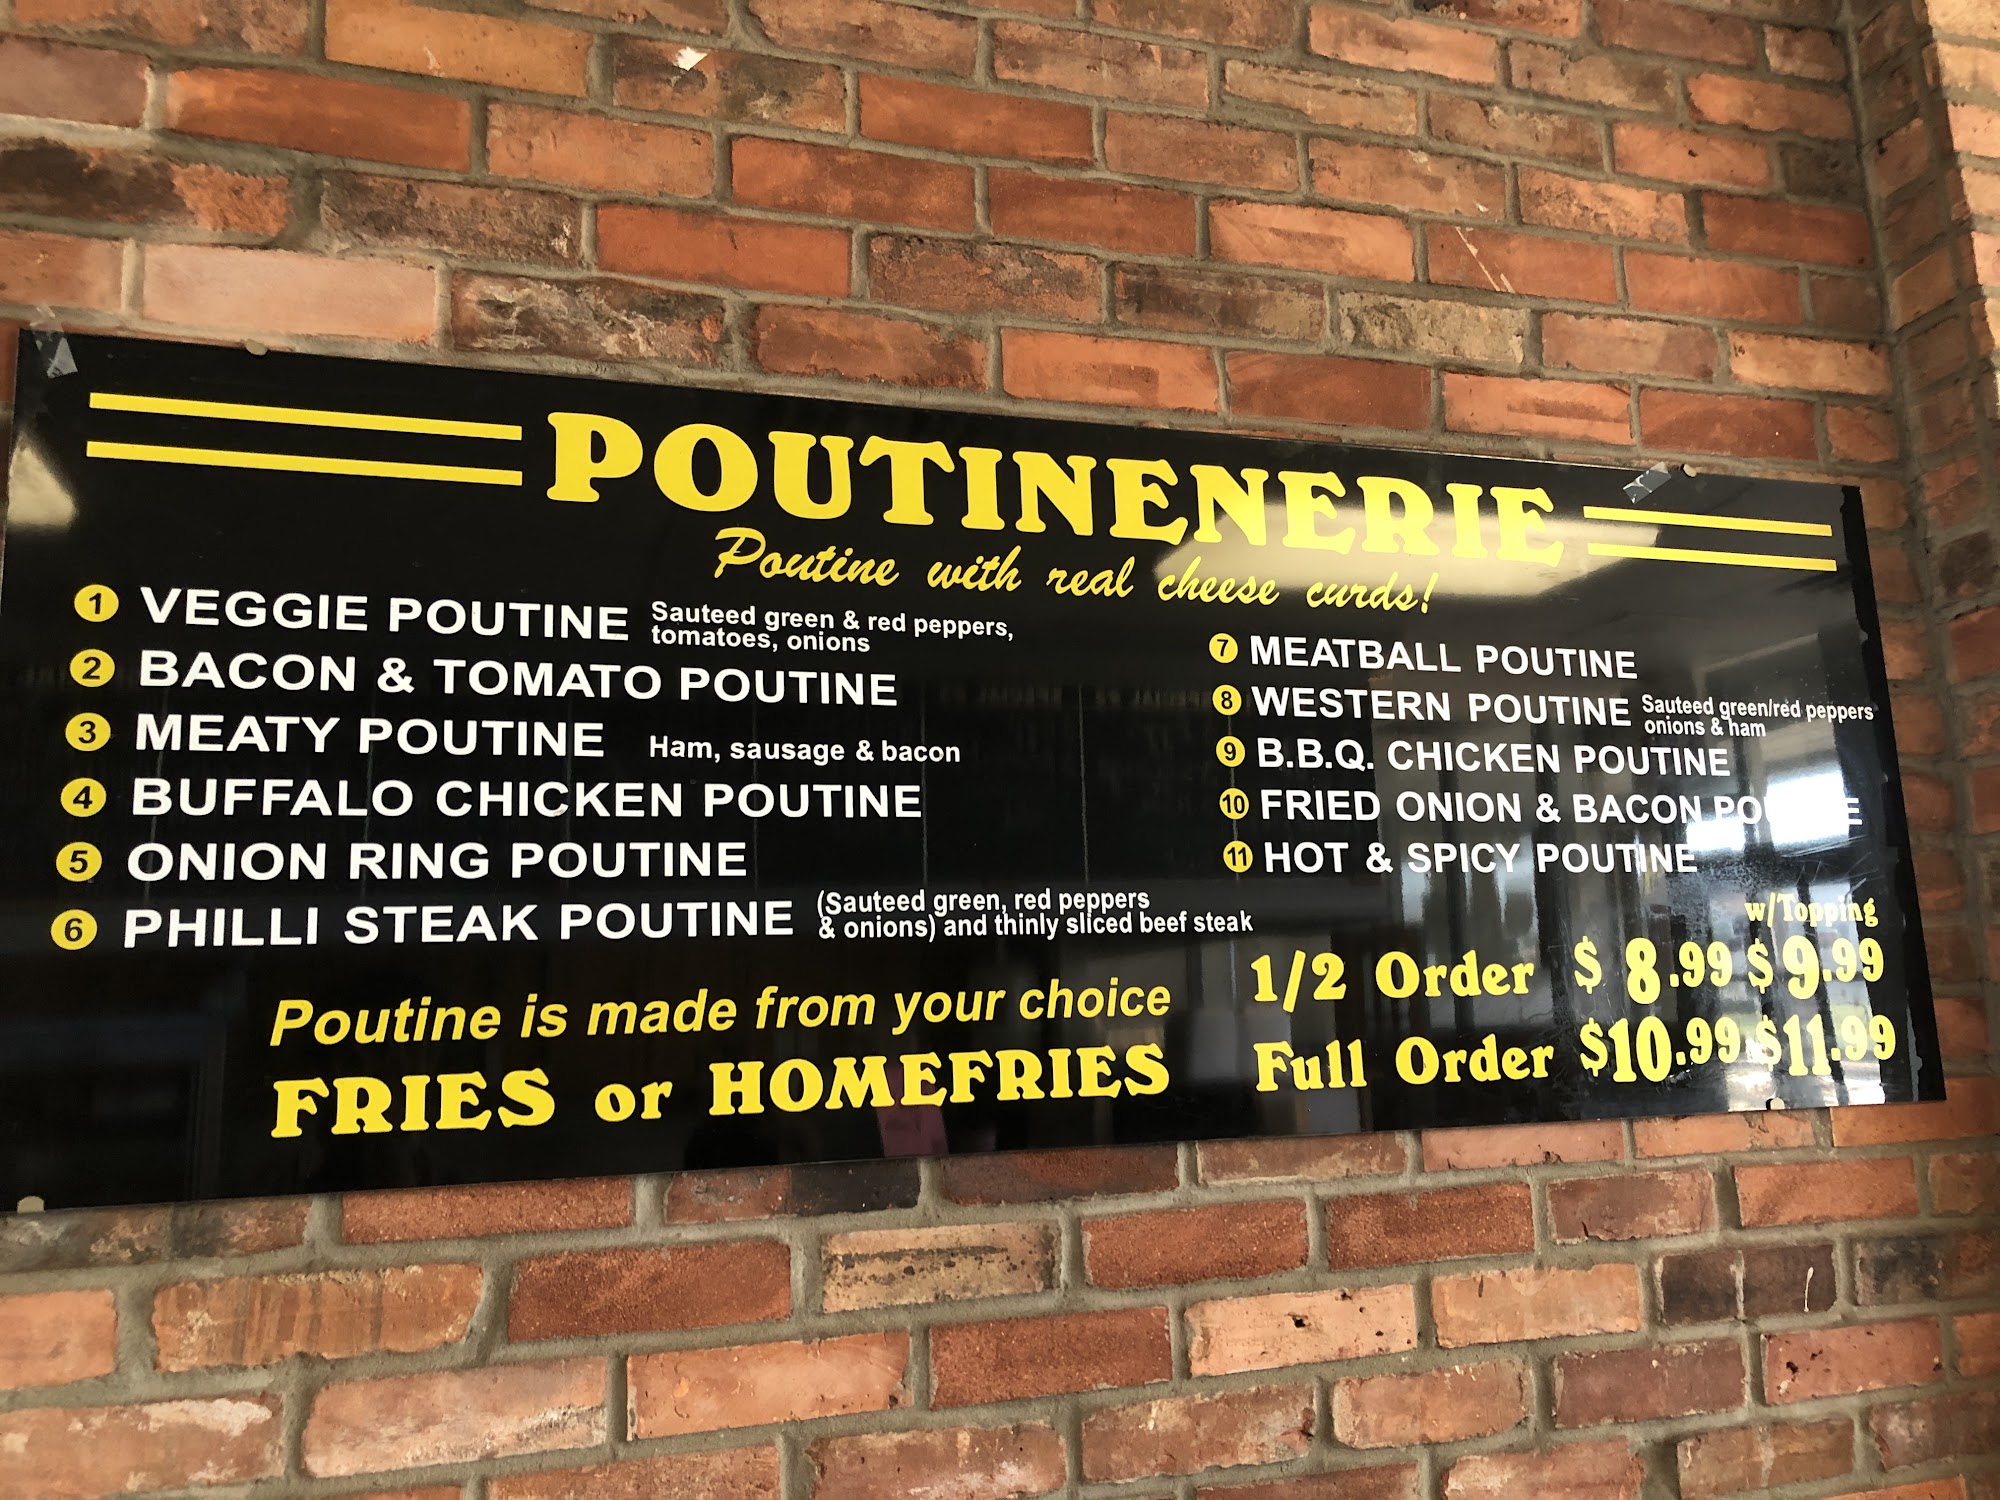 POUTINENERIE
Poutine with real cheese curds!
1 VEGGIE POUTINE Sauteed green & red peppers,
tomatoes, onions
2 BACON & TOMATO POUTINE
3 MEATY POUTINE Ham, sausage & bacon
4 BUFFALO CHICKEN POUTINE
5 ONION RING POUTINE
6 PHILLI STEAK POUTINE (Sauteed green, red peppers
& onions) and thinly sliced beef steak
7 MEATBALL POUTINE
8 WESTERN POUTINE Sauteed green/red peppers
onions & ham
9 B.B.Q. CHICKEN POUTINE
10 FRIED ONION & BACON POUTINE
11 HOT & SPICY POUTINE
Poutine is made from your choice
FRIES or HOMEFRIES
w/Topping
1/2 Order $ 8.99 $ 9.99
Full Order $10.99 $11.99